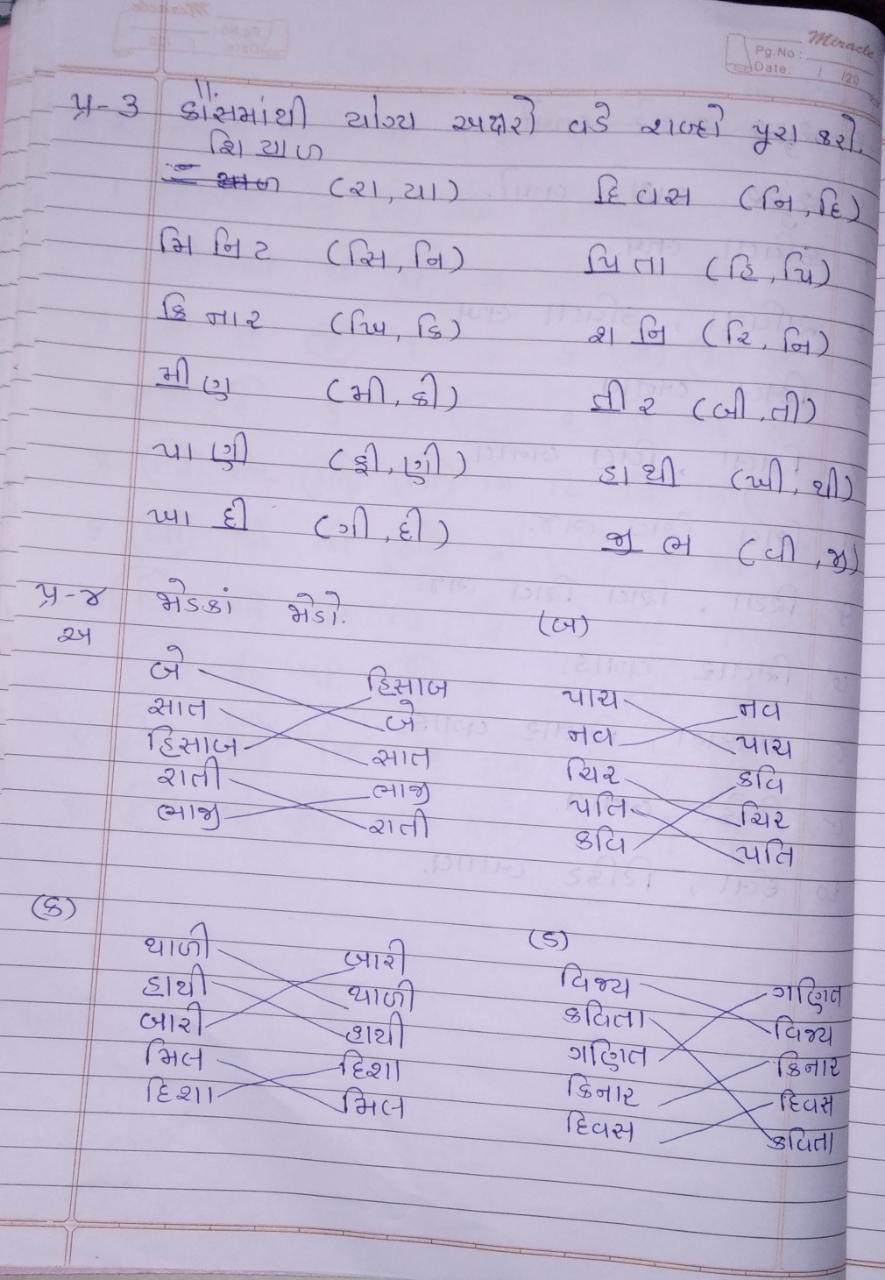 Miracle
Pg.No:
Date: / /20
પ્ર-૩ કૌંસમાંથી યોગ્ય અક્ષરો વડે શબ્દો પુરા કરો.
શિયાળ
(શ, યા) દિવસ (નિ, દિ)
મિનિટ (સિ, નિ) પિતા (હિ, પિ)
કિનાર (ખિ, કિ) શનિ (રિ, નિ)
મીણ (મી, કી) તીર (બી, તી)
પાણી (ફી, ણી) હાથી (ખી, થી)
ખાદી (ગી, દી) જીભ (વી, જી)
પ્ર-૪ જોડકાં જોડો.
અ (બ)
બે હિસાબ પાય નવ
સાત બે નવ પાય
હિસાબ સાત ચિર કવિ
રાતી ભાજી પતિ ચિર
ભાજી રાતી કવિ પતિ
(ક) (ડ)
થાળી બારી વિજય ગણિત
હાથી થાળી કવિતા વિજય
બારી હાથી ગણિત કિનાર
મિલ દિશા કિનાર દિવસ
દિશા મિલ દિવસ કવિતા